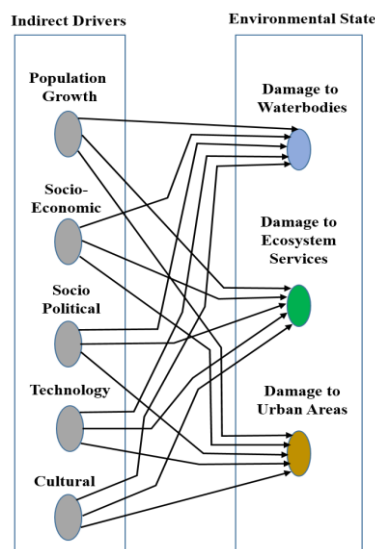 Indirect Drivers
Environmental State
Population
Growth
Socio-
Economic
Socio
Political
Technology
Cultural
Damage to
Waterbodies
Damage to
Ecosystem
Services
Damage to
Urban Areas